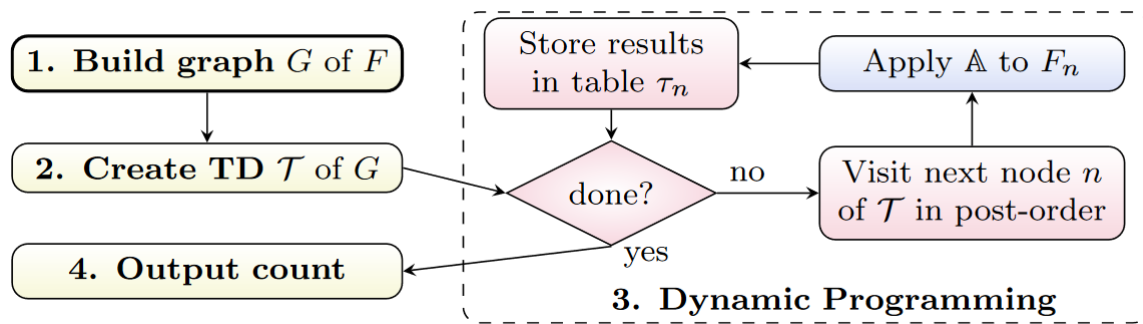 1. Build graph G of F
2. Create TD 𝒯 of G
4. Output count
Store results
in table τₙ
done?
no
yes
Apply 𝔸 to Fₙ
Visit next node n
of 𝒯 in post-order
3. Dynamic Programming